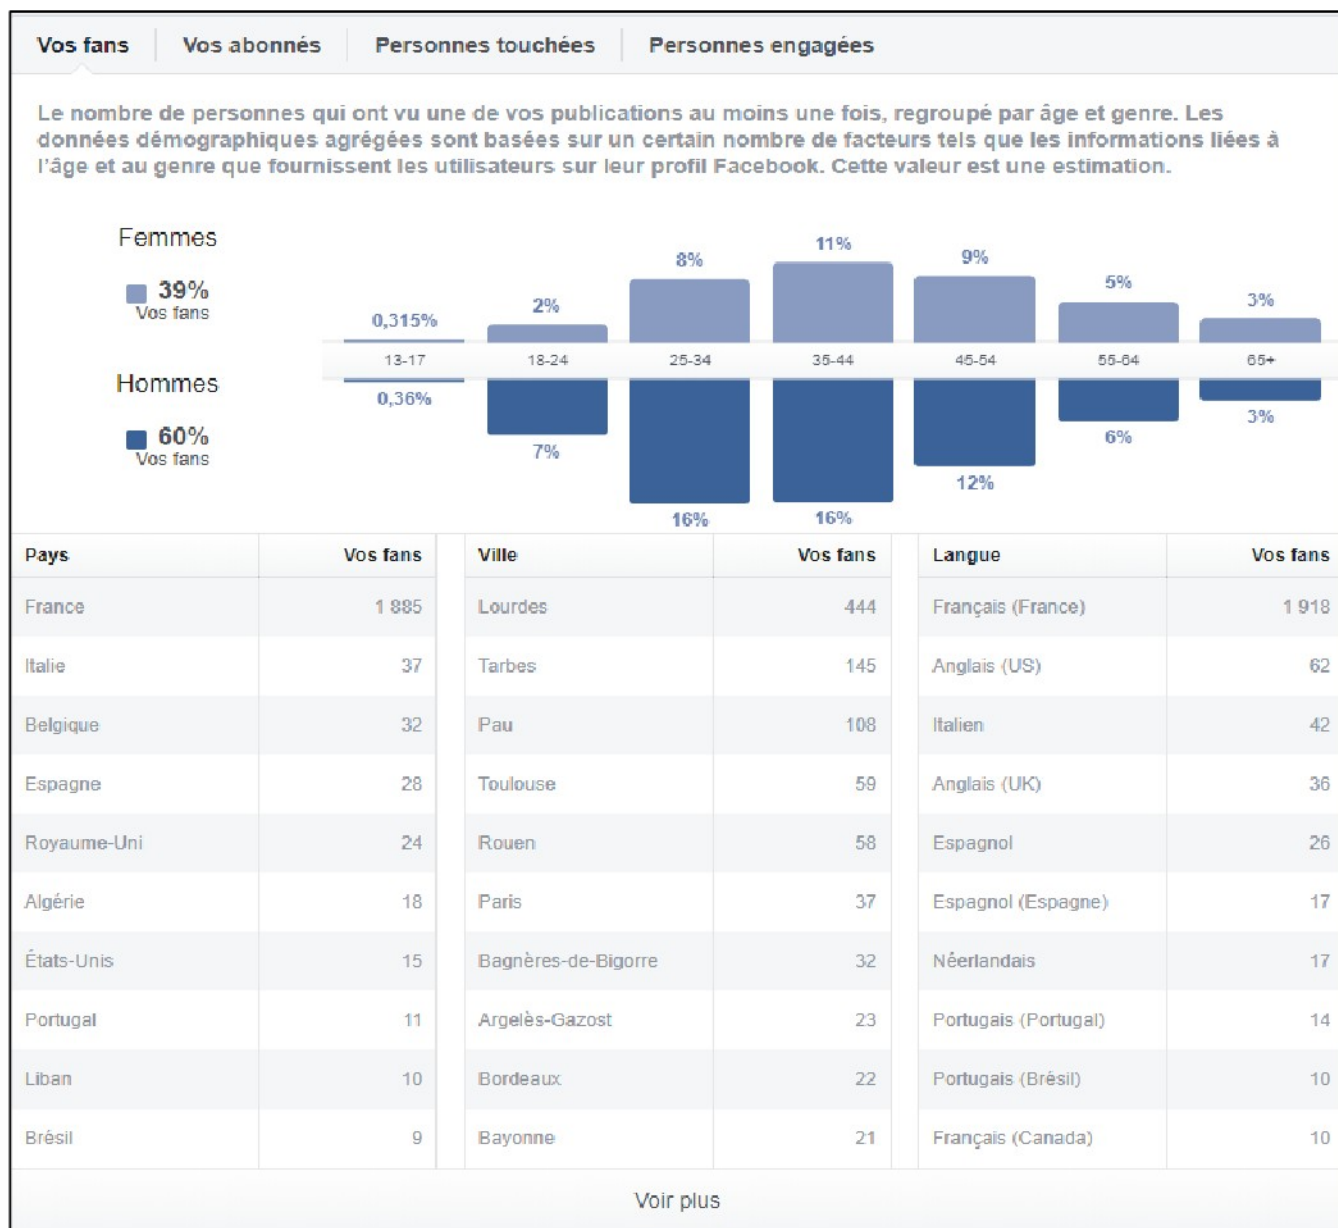 Vos fans Vos abonnés Personnes touchées Personnes engagées
Le nombre de personnes qui ont vu une de vos publications au moins une fois, regroupé par âge et genre. Les
données démographiques agrégées sont basées sur un certain nombre de facteurs tels que les informations liées à
l'âge et au genre que fournissent les utilisateurs sur leur profil Facebook. Cette valeur est une estimation.
Femmes
39%
Vos fans
0,315% 2% 8% 11% 9% 5% 3%
13-17 18-24 25-34 35-44 45-54 55-64 65+
Hommes
60%
Vos fans
0,36% 7% 16% 16% 12% 6% 3%
Pays Vos fans Ville Vos fans Langue Vos fans
France 1 885 Lourdes 444 Français (France) 1 918
Italie 37 Tarbes 145 Anglais (US) 62
Belgique 32 Pau 108 Italien 42
Espagne 28 Toulouse 59 Anglais (UK) 36
Royaume-Uni 24 Rouen 58 Espagnol 26
Algérie 18 Paris 37 Espagnol (Espagne) 17
États-Unis 15 Bagnères-de-Bigorre 32 Néerlandais 17
Portugal 11 Argelès-Gazost 23 Portugais (Portugal) 14
Liban 10 Bordeaux 22 Portugais (Brésil) 10
Brésil 9 Bayonne 21 Français (Canada) 10
Voir plus